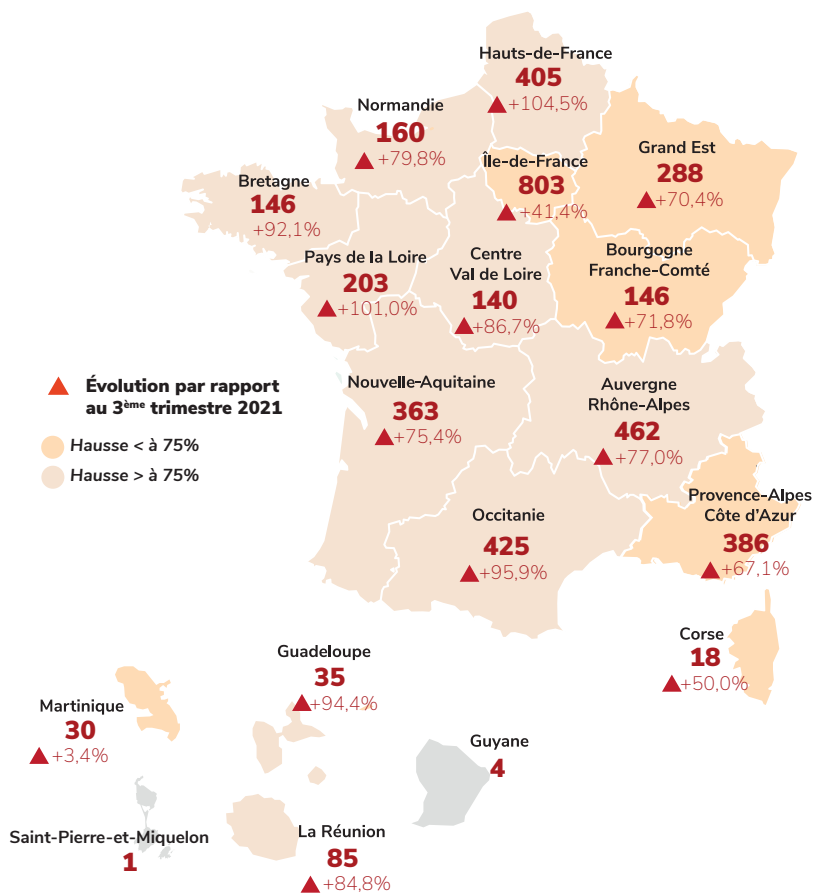 Hauts-de-France
405
▲ +104,5%
Normandie
160
▲ +79,8%
Île-de-France
803
▲ +41,4%
Grand Est
288
▲ +70,4%
Bretagne
146
+92,1%
Pays de la Loire
203
▲ +101,0%
Centre
Val de Loire
140
▲ +86,7%
Bourgogne
Franche-Comté
146
▲ +71,8%
▲ Évolution par rapport
au 3ème trimestre 2021
Hausse < à 75%
Hausse > à 75%
Nouvelle-Aquitaine
363
▲ +75,4%
Auvergne
Rhône-Alpes
462
▲ +77,0%
Occitanie
425
▲ +95,9%
Provence-Alpes
Côte d'Azur
386
▲ +67,1%
Corse
18
▲ +50,0%
Guadeloupe
35
▲ +94,4%
Martinique
30
▲ +3,4%
Guyane
4
Saint-Pierre-et-Miquelon
1
La Réunion
85
▲ +84,8%